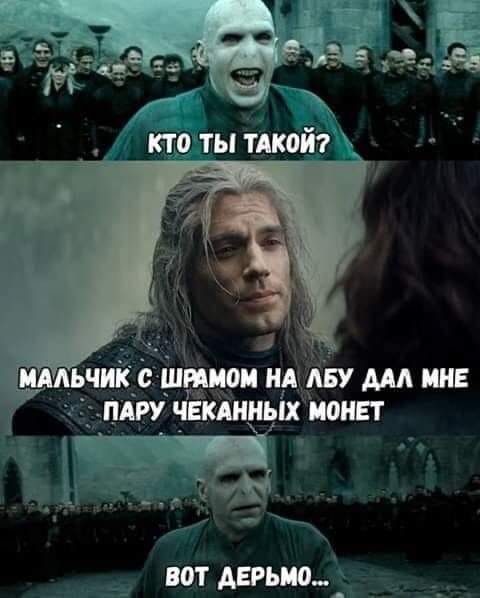 КТО ТЫ ТАКОЙ?
МАЛЬЧИК С ШРАМОМ НА ЛБУ ДАЛ МНЕ
ПАРУ ЧЕКАННЫХ МОНЕТ
ВОТ ДЕРЬМО...